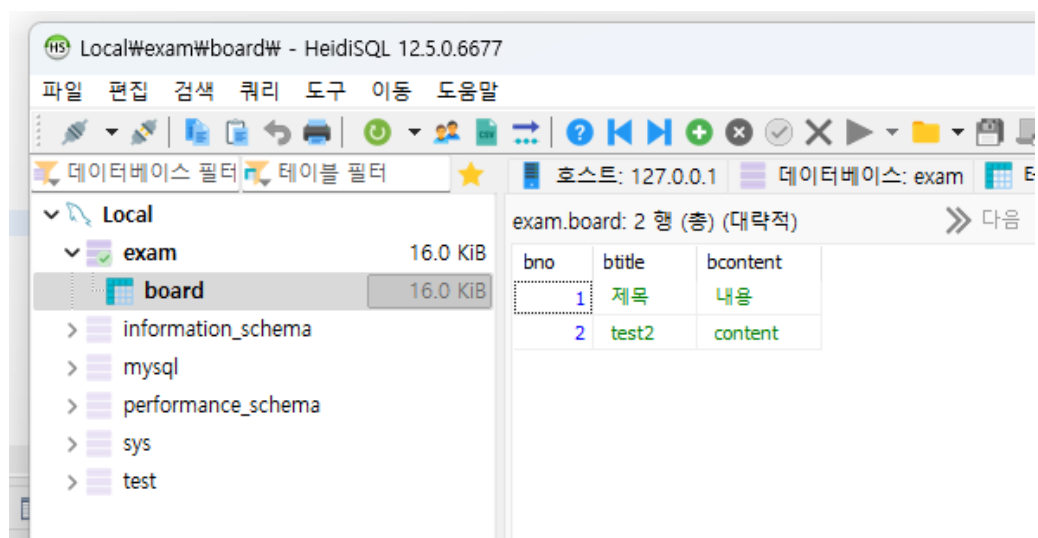 Local₩exam₩board₩ - HeidiSQL 12.5.0.6677
파일 편집 검색 쿼리 도구 이동 도움말
데이터베이스 필터 테이블 필터
호스트: 127.0.0.1 데이터베이스: exam
Local
exam 16.0 KiB
board 16.0 KiB
information_schema
mysql
performance_schema
sys
test
exam.board: 2 행 (총) (대략적) 다음
bno btitle bcontent
1 제목 내용
2 test2 content